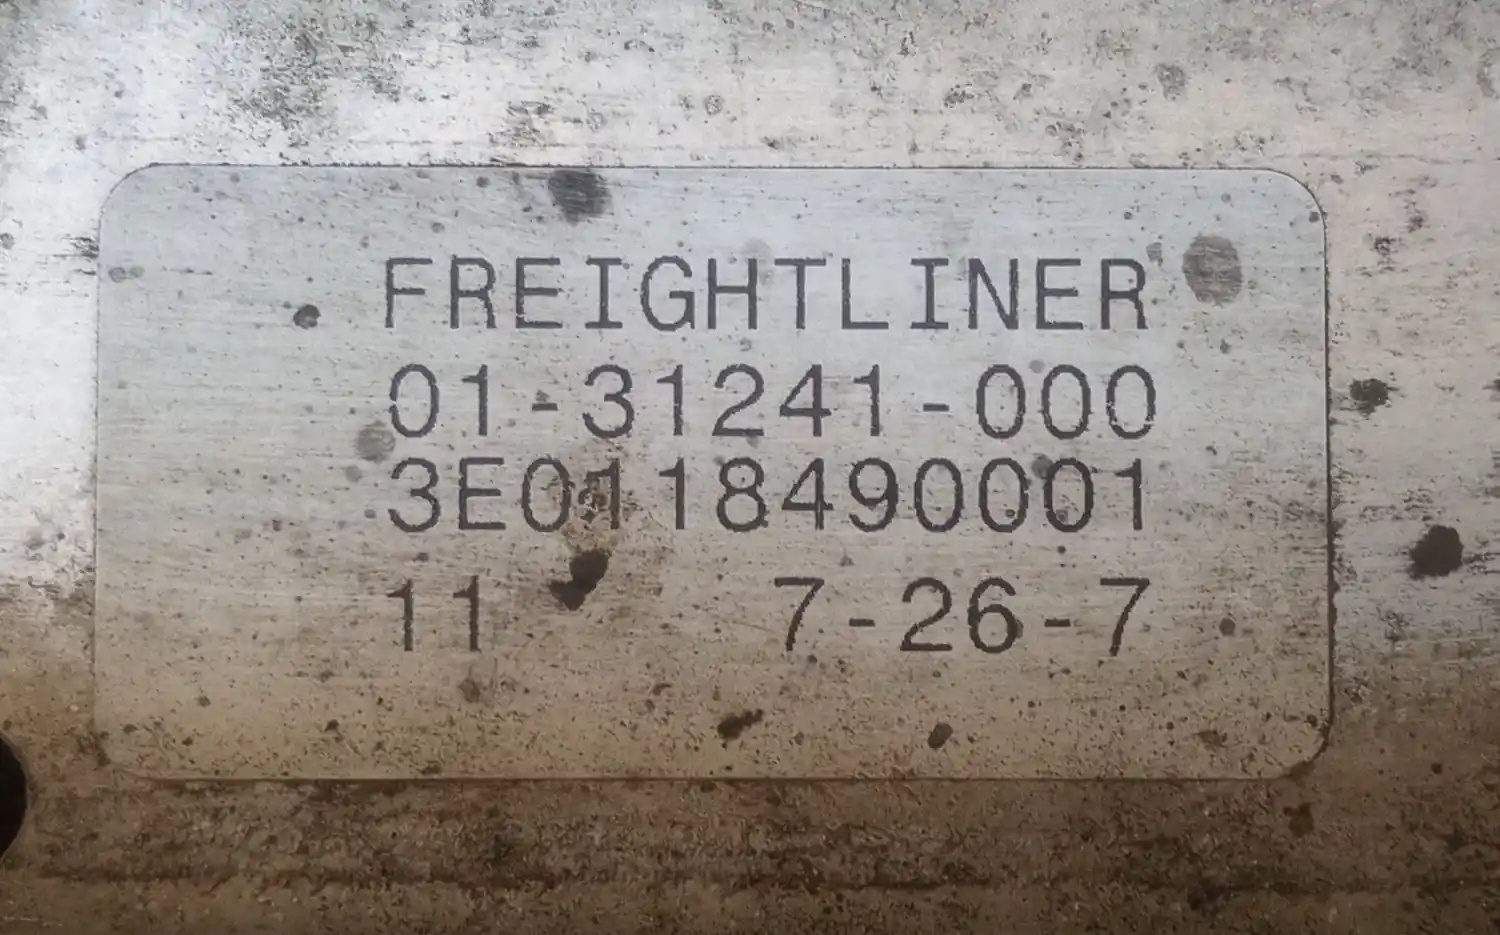 FREIGHTLINER
01-31241-000
3E0118490001
11 7-26-7